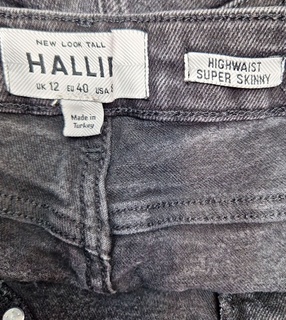 NEW LOOK TALL
HALLI
UK 12 EU 40 USA
Made in
Turkey
HIGHWAIST
SUPER SKINNY